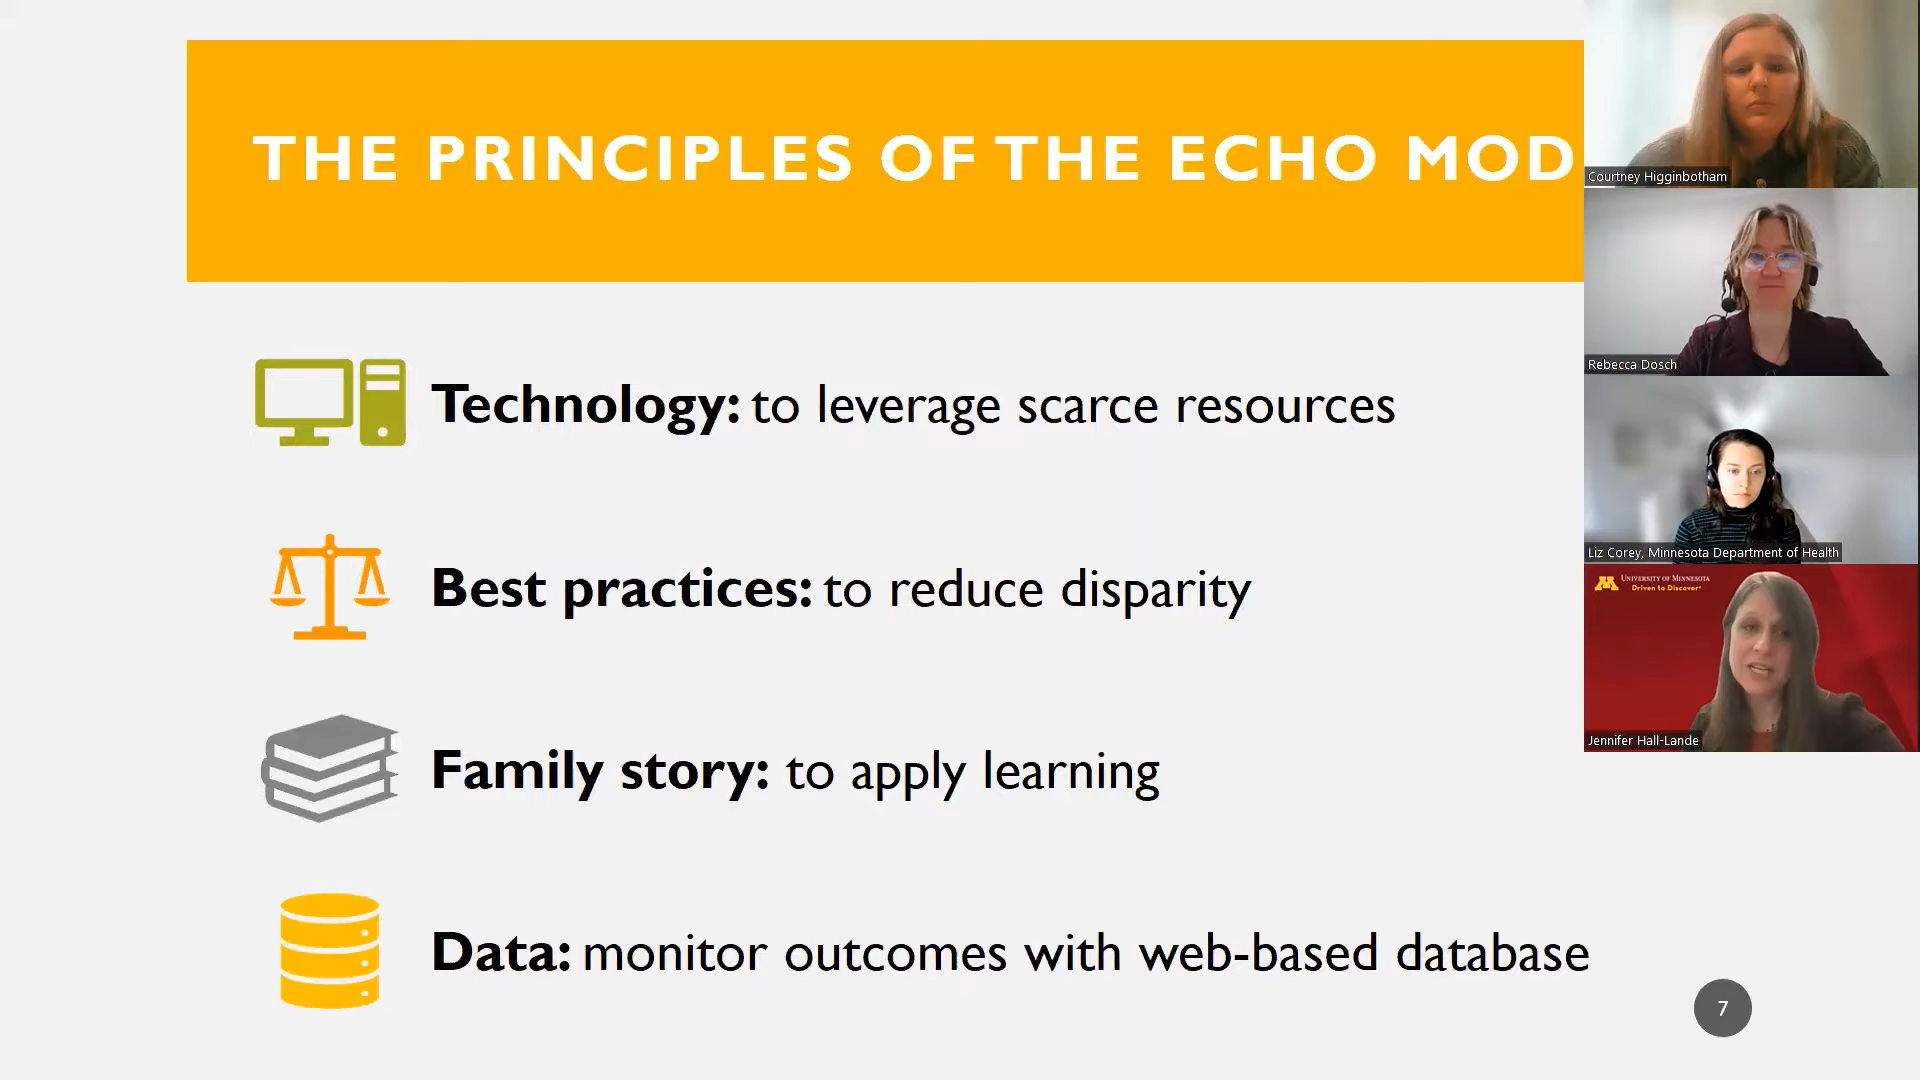 THE PRINCIPLES OF THE ECHO MOD
Technology: to leverage scarce resources
Best practices: to reduce disparity
Family story: to apply learning
Data: monitor outcomes with web-based database
7
Courtney Higginbotham
Rebecca Dosch
Liz Corey, Minnesota Department of Health
UNIVERSITY OF MINNESOTA
Driven to Discover
Jennifer Hall-Lande